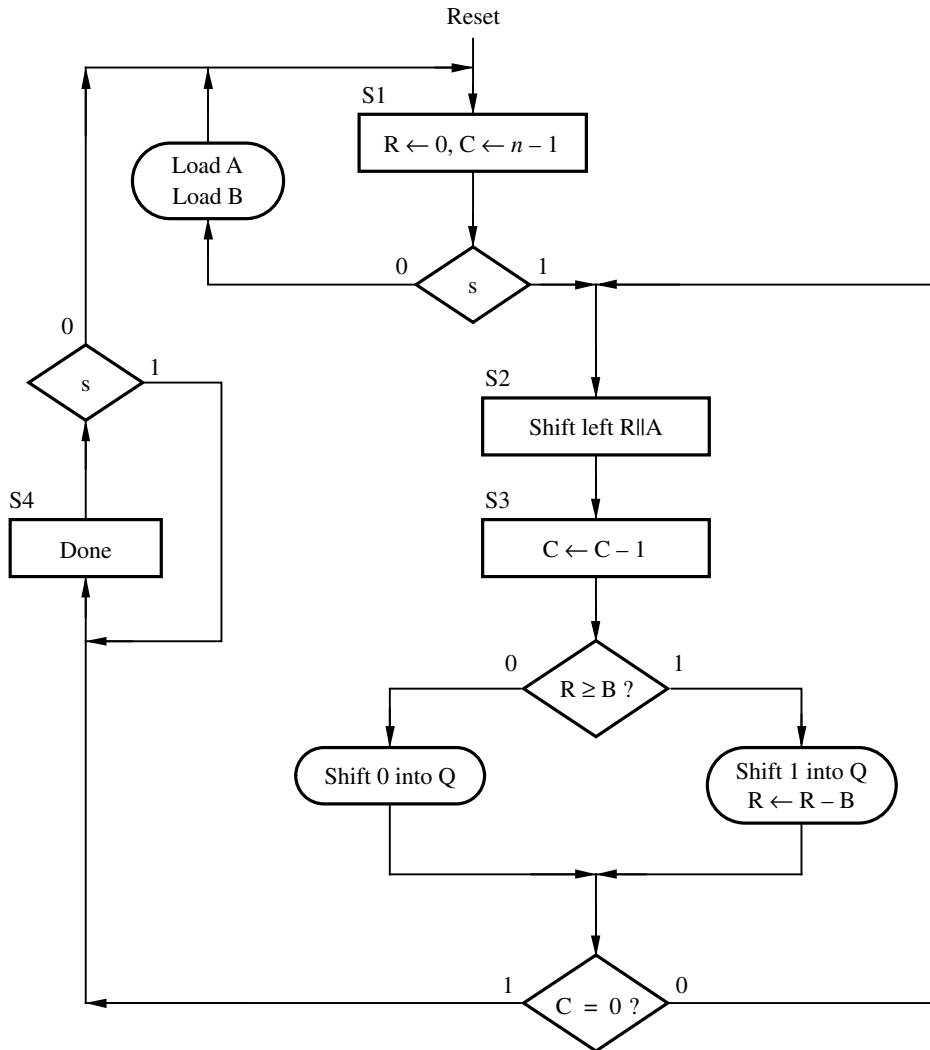 Reset
S1
R ← 0, C ← n – 1
Load A
Load B
0
s
1
0
s
1
S2
Shift left R||A
S4
Done
S3
C ← C – 1
0
R ≥ B ?
1
Shift 0 into Q
Shift 1 into Q
R ← R – B
1
C = 0 ?
0